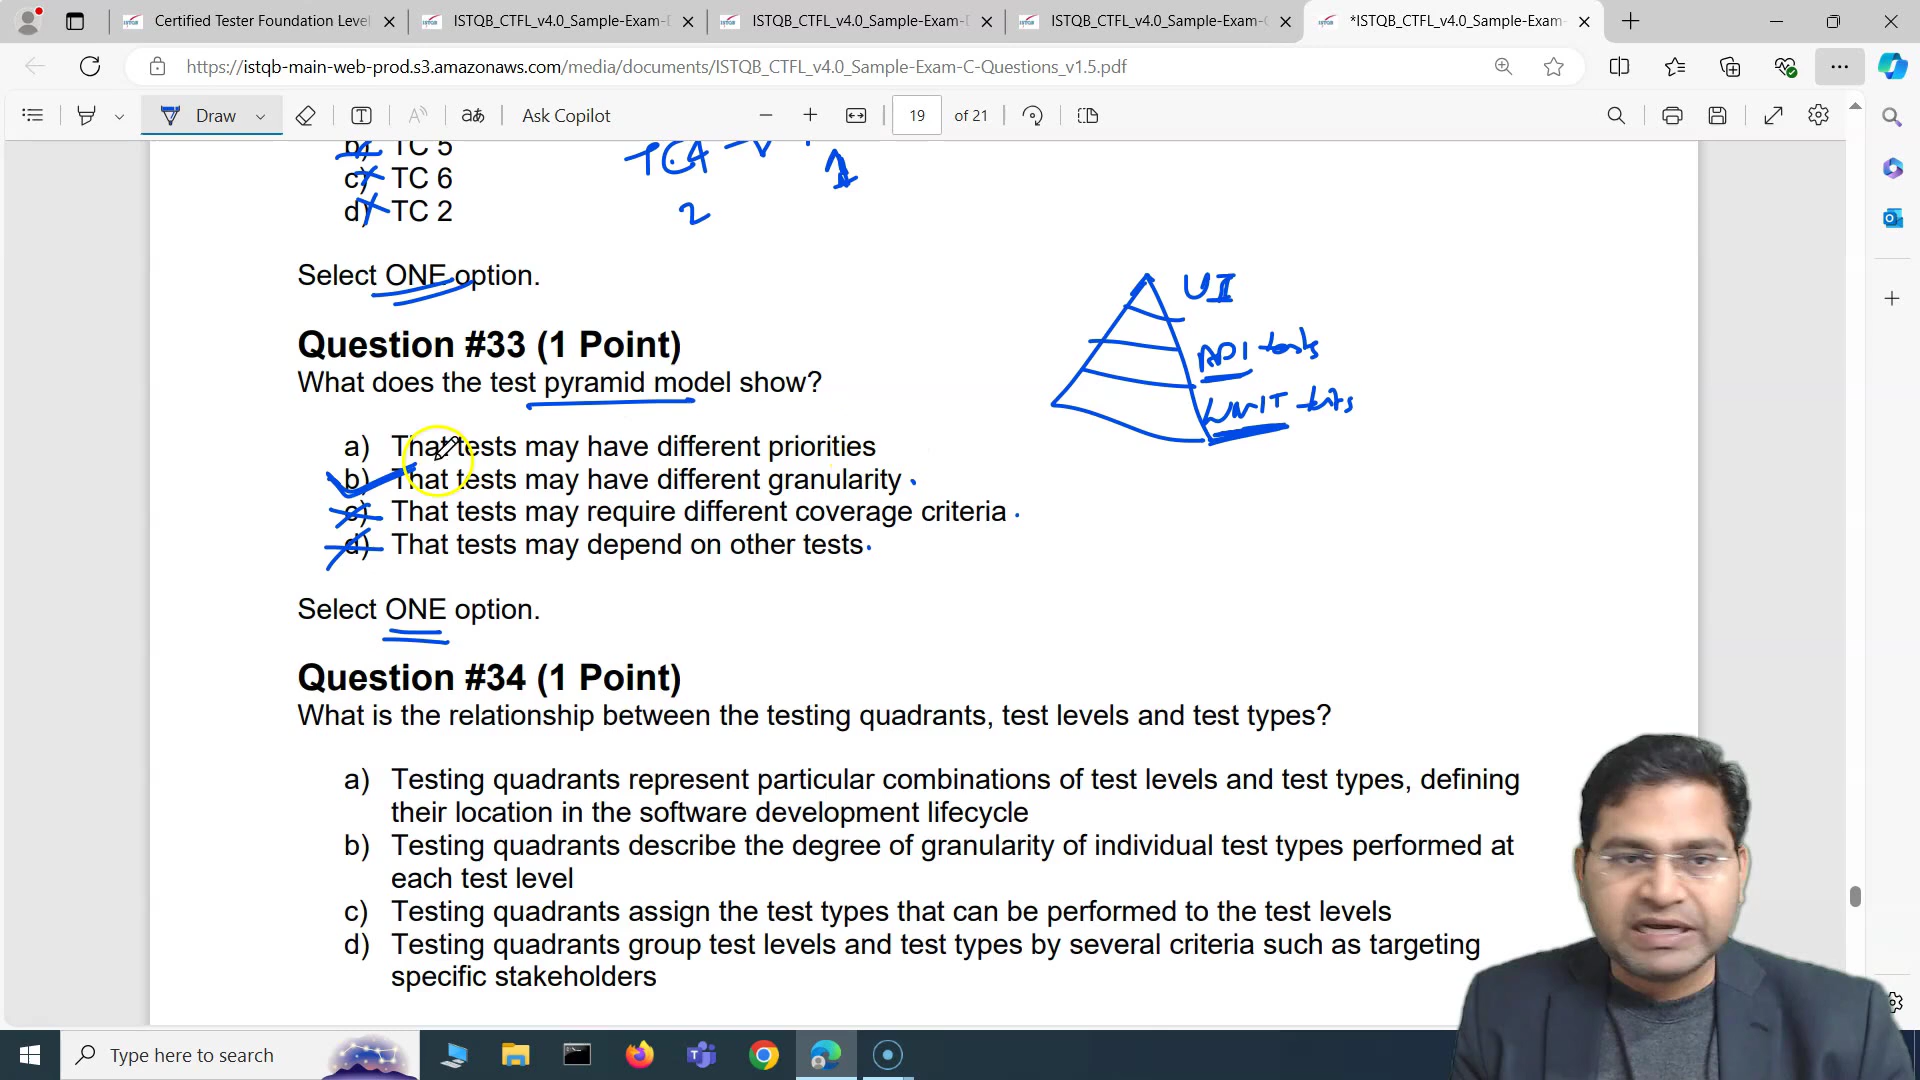 Certified Tester Foundation Leve
ISTQB_CTFL_v4.0_Sample-Exam-
ISTQB_CTFL_v4.0_Sample-Exam-
ISTQB_CTFL_v4.0_Sample-Exam-
*ISTQB_CTFL_v4.0_Sample-Exam-
https://istqb-main-web-prod.s3.amazonaws.com/media/documents/ISTQB_CTFL_v4.0_Sample-Exam-C-Questions_v1.5.pdf
Draw
Ask Copilot
19 of 21
b) TC 5
c) TC 6
d) TC 2
TC4
2
Select ONE option.
UI
API tests
UNIT tests
Question #33 (1 Point)
What does the test pyramid model show?
a) That tests may have different priorities
b) That tests may have different granularity
c) That tests may require different coverage criteria
d) That tests may depend on other tests
Select ONE option.
Question #34 (1 Point)
What is the relationship between the testing quadrants, test levels and test types?
a) Testing quadrants represent particular combinations of test levels and test types, defining
their location in the software development lifecycle
b) Testing quadrants describe the degree of granularity of individual test types performed at
each test level
c) Testing quadrants assign the test types that can be performed to the test levels
d) Testing quadrants group test levels and test types by several criteria such as targeting
specific stakeholders
Type here to search